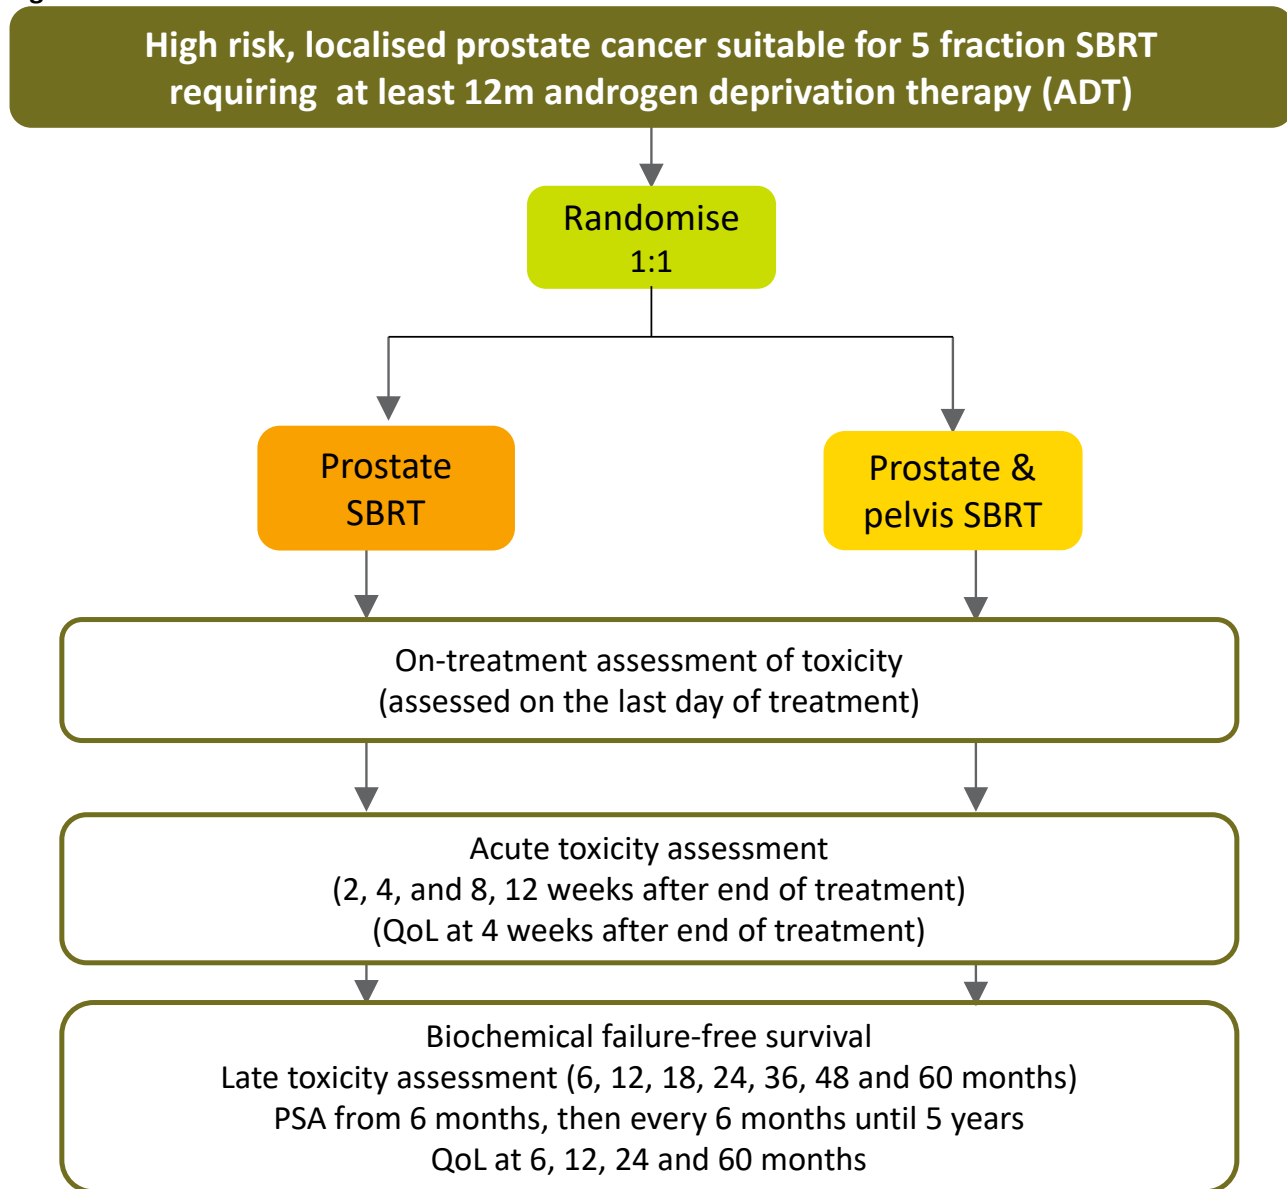 High risk, localised prostate cancer suitable for 5 fraction SBRT
requiring at least 12m androgen deprivation therapy (ADT)
Randomise
1:1
Prostate
SBRT
Prostate &
pelvis SBRT
On-treatment assessment of toxicity
(assessed on the last day of treatment)
Acute toxicity assessment
(2, 4, and 8, 12 weeks after end of treatment)
(QoL at 4 weeks after end of treatment)
Biochemical failure-free survival
Late toxicity assessment (6, 12, 18, 24, 36, 48 and 60 months)
PSA from 6 months, then every 6 months until 5 years
QoL at 6, 12, 24 and 60 months